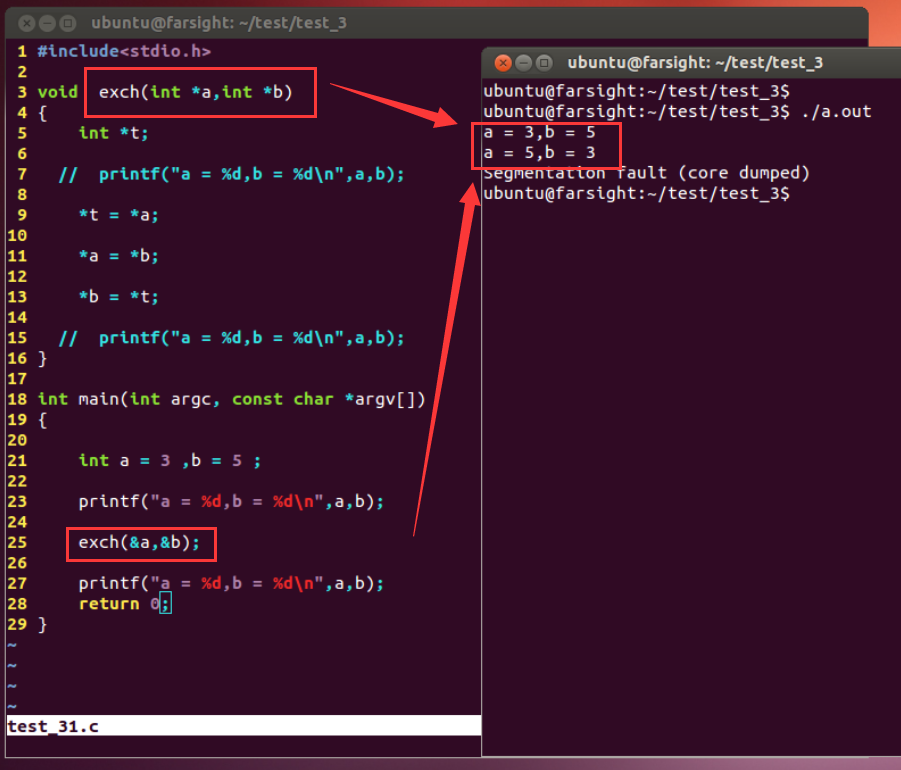 ubuntu@farsight: ~/test/test_3
1 #include<stdio.h>
2
3 void  exch(int *a,int *b)
4 {
5     int *t;
6
7   //  printf("a = %d,b = %d\n",a,b);
8
9     *t = *a;
10
11     *a = *b;
12
13     *b = *t;
14
15   //  printf("a = %d,b = %d\n",a,b);
16 }
17
18 int main(int argc, const char *argv[])
19 {
20
21     int a = 3 ,b = 5 ;
22
23     printf("a = %d,b = %d\n",a,b);
24
25     exch(&a,&b);
26
27     printf("a = %d,b = %d\n",a,b);
28     return 0;
29 }
~
~
~
~
test_31.c
ubuntu@farsight: ~/test/test_3
ubuntu@farsight:~/test/test_3$
ubuntu@farsight:~/test/test_3$ ./a.out
a = 3,b = 5
a = 5,b = 3
Segmentation fault (core dumped)
ubuntu@farsight:~/test/test_3$